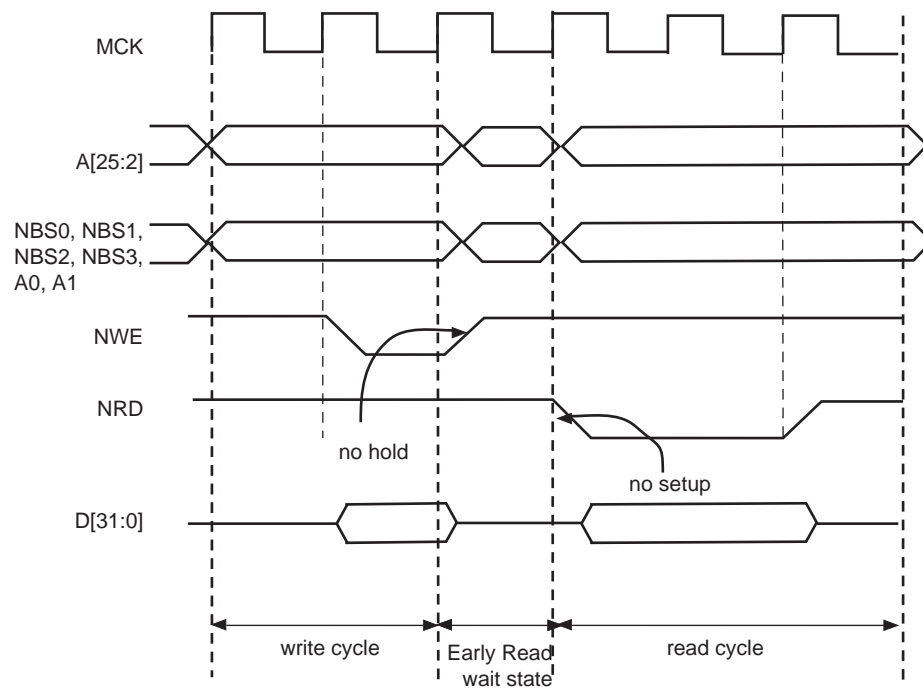 MCK
A[25:2]
NBS0, NBS1,
NBS2, NBS3,
A0, A1
NWE
NRD
no hold
no setup
D[31:0]
write cycle
Early Read
wait state
read cycle